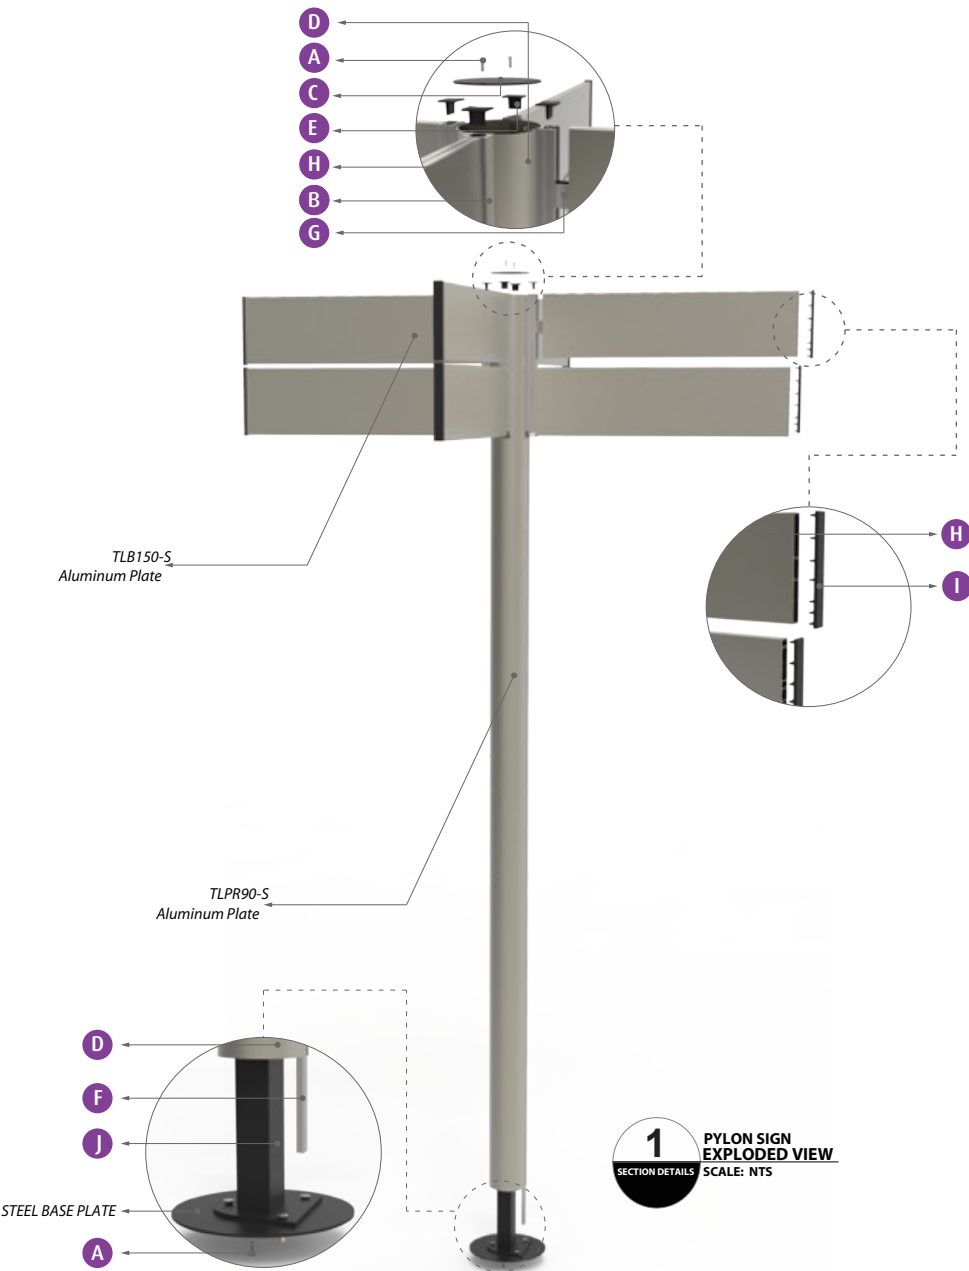 D
A
C
E
H
B
G
H
I
TLB150-S
Aluminum Plate
TLPR90-S
Aluminum Plate
D
F
J
STEEL BASE PLATE
A
1
SECTION DETAILS
PYLON SIGN
EXPLODED VIEW
SCALE: NTS